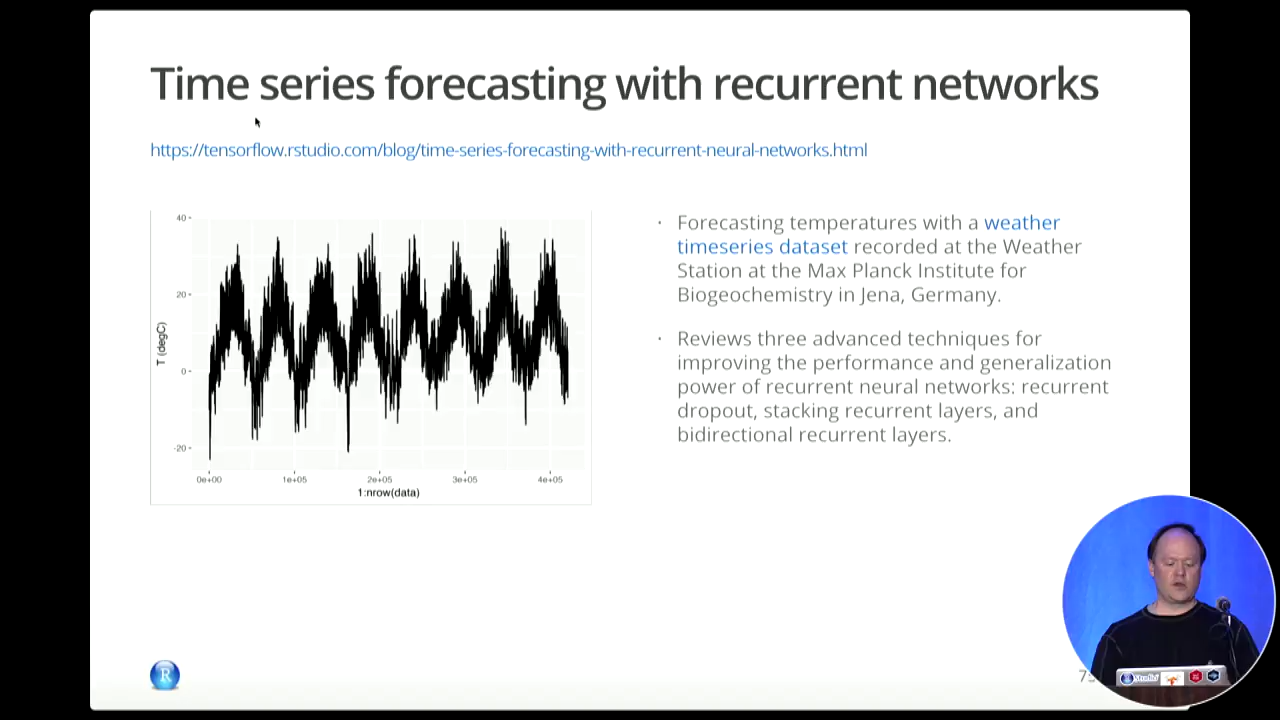 Time series forecasting with recurrent networks
https://tensorflow.rstudio.com/blog/time-series-forecasting-with-recurrent-neural-networks.html
40
20
0
-20
T (degC)
0e+00 1e+05 2e+05 3e+05 4e+05
1:nrow(data)
· Forecasting temperatures with a weather
timeseries dataset recorded at the Weather
Station at the Max Planck Institute for
Biogeochemistry in Jena, Germany.
· Reviews three advanced techniques for
improving the performance and generalization
power of recurrent neural networks: recurrent
dropout, stacking recurrent layers, and
bidirectional recurrent layers.
R
Studio